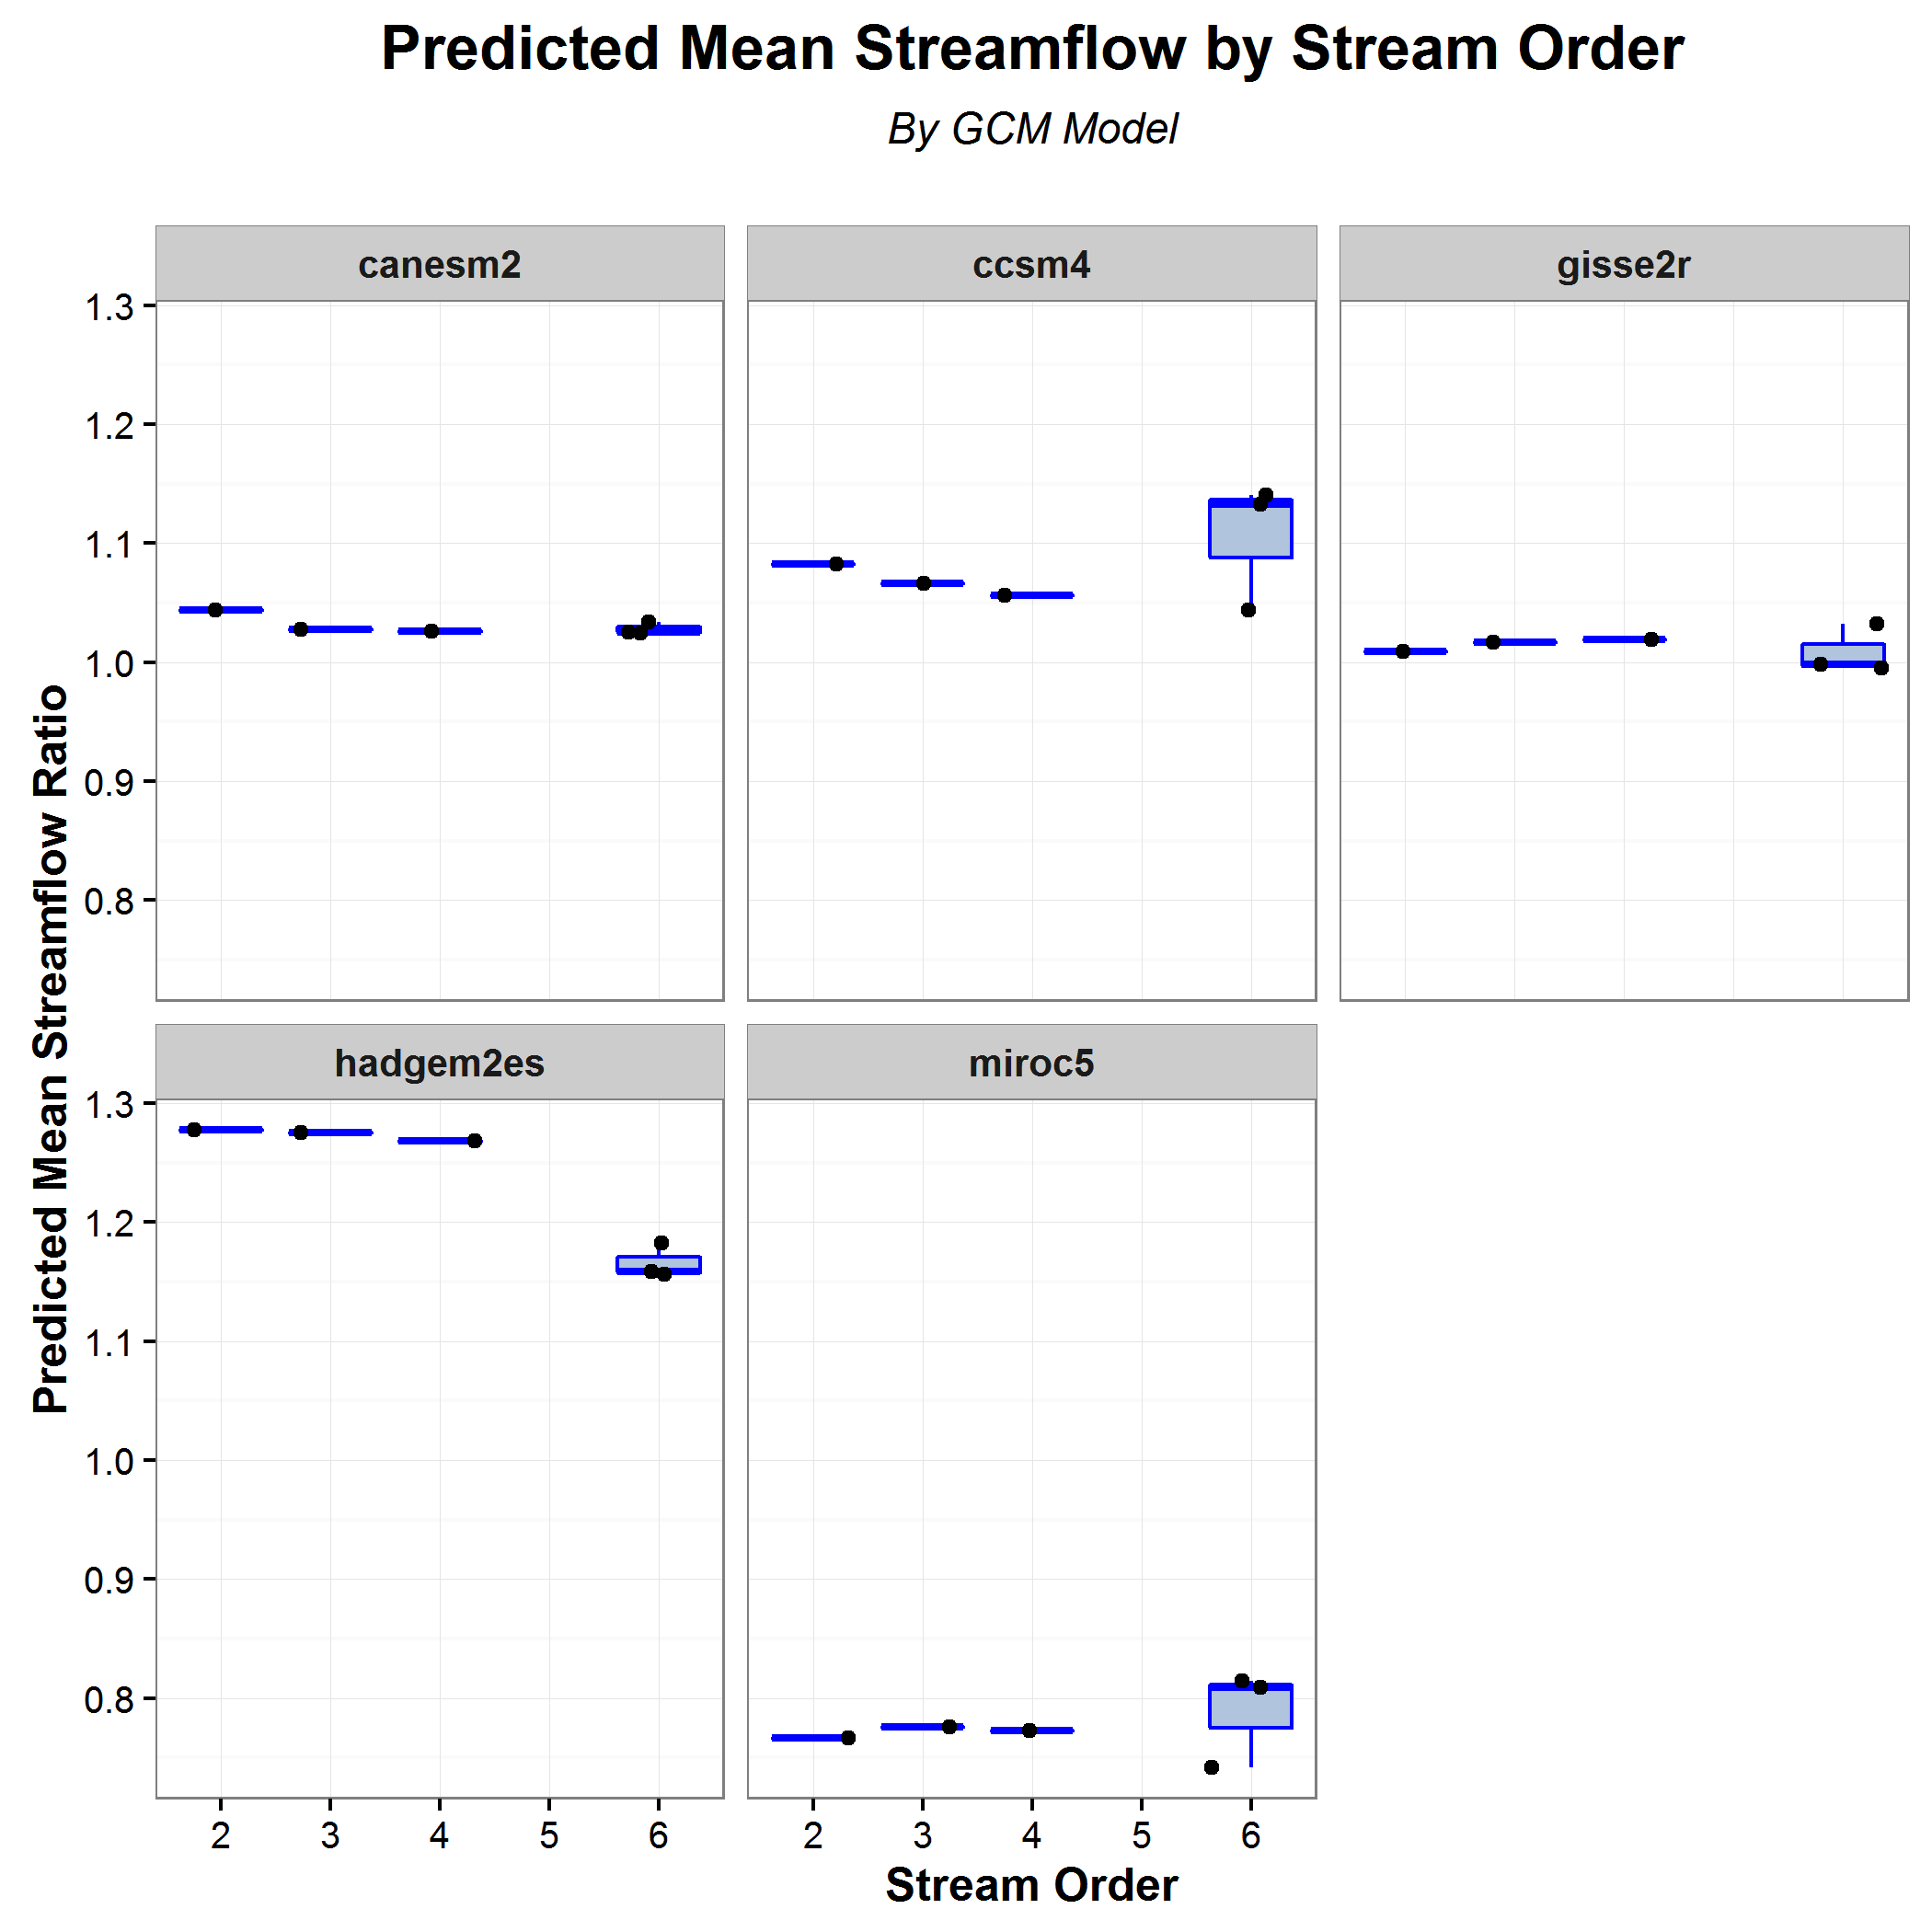 Predicted Mean Streamflow by Stream Order
By GCM Model
canesm2
ccsm4
gisse2r
1.3
1.2
1.1
1.0
0.9
0.8
Predicted Mean Streamflow Ratio
hadgem2es
miroc5
1.3
1.2
1.1
1.0
0.9
0.8
2 3 4 5 6
2 3 4 5 6
Stream Order